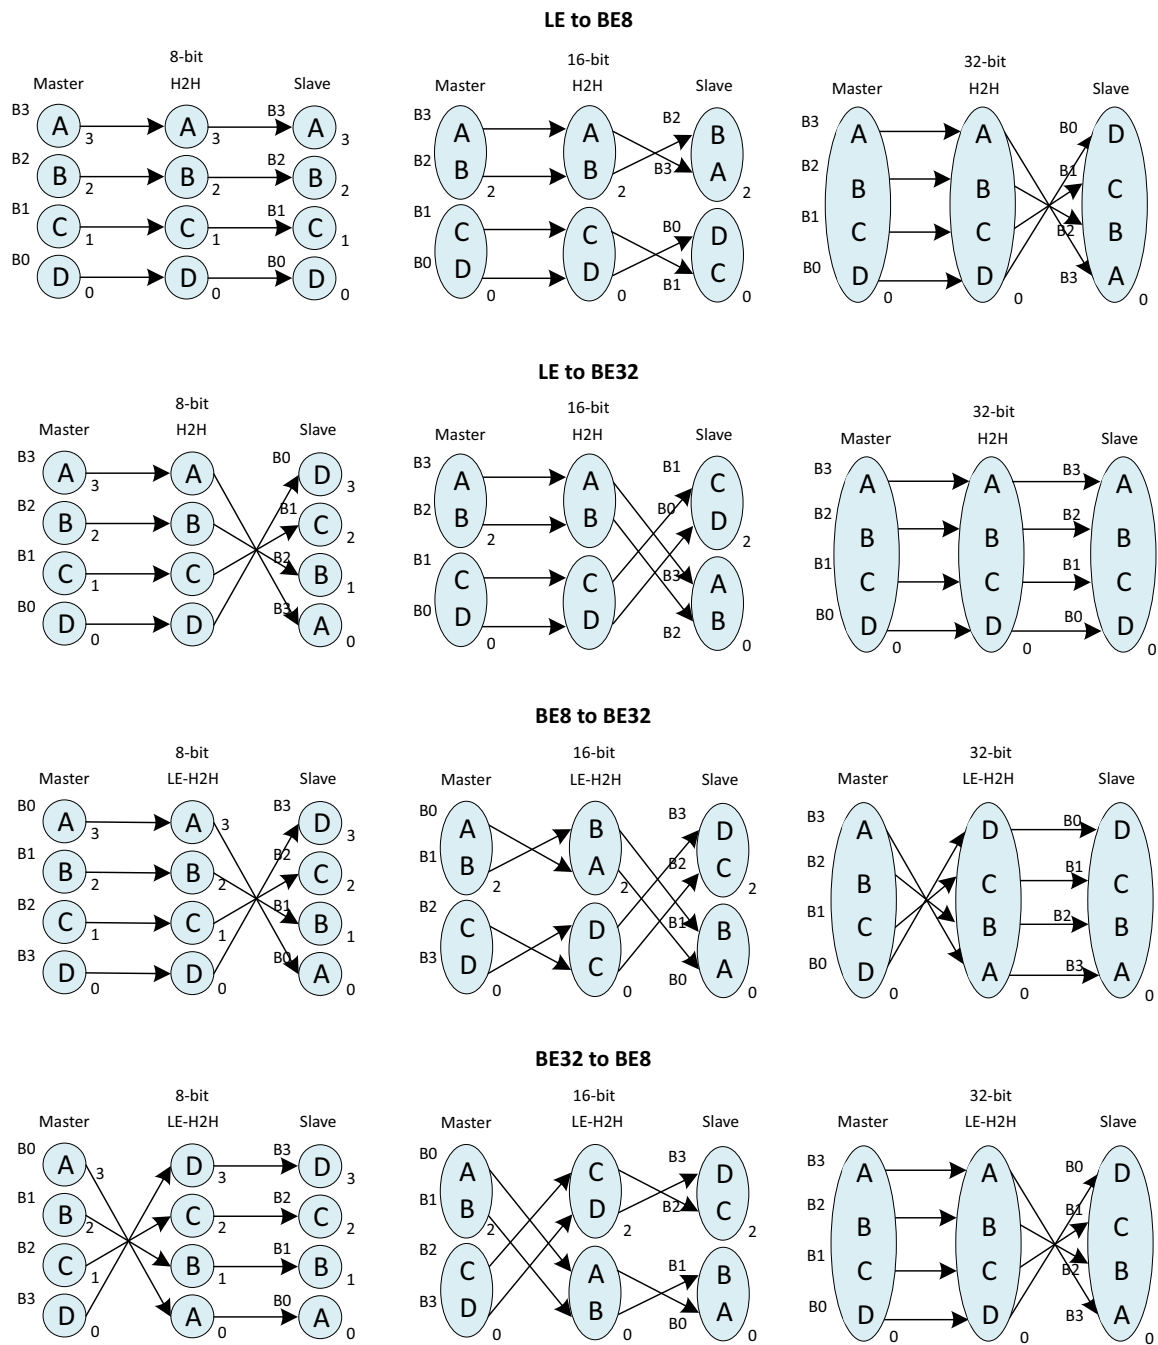 LE to BE8
8-bit 16-bit 32-bit
Master H2H Slave Master H2H Slave Master H2H Slave
B3 A 3 A 3 B3 A 3 B3 A A B2 B B3 A A B0 D
B2 B 2 B 2 B2 B 2 B2 B 2 B 2 B3 A 2 B2 B B B1 C
B1 C 1 C 1 B1 C 1 B1 C C B0 D B1 C C B2 B
B0 D 0 D 0 B0 D 0 B0 D 0 D 0 B1 C 0 B0 D 0 D 0 B3 A 0
LE to BE32
8-bit 16-bit 32-bit
Master H2H Slave Master H2H Slave Master H2H Slave
B3 A 3 A B0 D 3 B3 A A B1 C B3 A A B3 A
B2 B 2 B B1 C 2 B2 B 2 B B0 D 2 B2 B B B2 B
B1 C 1 C B2 B 1 B1 C C B3 A B1 C C B1 C
B0 D 0 D B3 A 0 B0 D 0 D B2 B 0 B0 D 0 D 0 B0 D 0
BE8 to BE32
8-bit 16-bit 32-bit
Master LE-H2H Slave Master LE-H2H Slave Master LE-H2H Slave
B0 A 3 A 3 B3 D 3 B0 A B B3 D B3 A D B0 D
B1 B 2 B 2 B2 C 2 B1 B 2 A 2 B2 C 2 B2 B C B1 C
B2 C 1 C 1 B1 B 1 B2 C D B1 B B1 C B B2 B
B3 D 0 D 0 B0 A 0 B3 D 0 C 0 B0 A 0 B0 D 0 A 0 B3 A 0
BE32 to BE8
8-bit 16-bit 32-bit
Master LE-H2H Slave Master LE-H2H Slave Master LE-H2H Slave
B0 A 3 D 3 B3 D 3 B0 A C B3 D B3 A A B0 D
B1 B 2 C 2 B2 C 2 B1 B 2 D 2 B2 C 2 B2 B B B1 C
B2 C 1 B 1 B1 B 1 B2 C A B1 B B1 C C B2 B
B3 D 0 A 0 B0 A 0 B3 D 0 B 0 B0 A 0 B0 D 0 D 0 B3 A 0